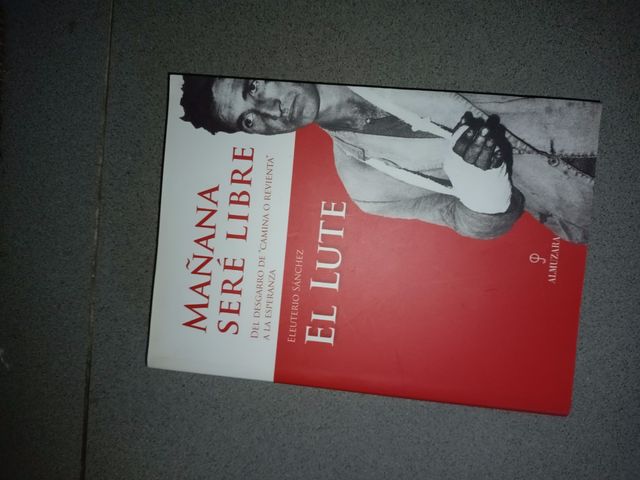 MAÑANA
SERÉ LIBRE
DEL DESGARRO DE "CAMINA O REVIENTA"
A LA ESPERANZA
ELEUTERIO SÁNCHEZ
EL LUTE
ALMUZARA